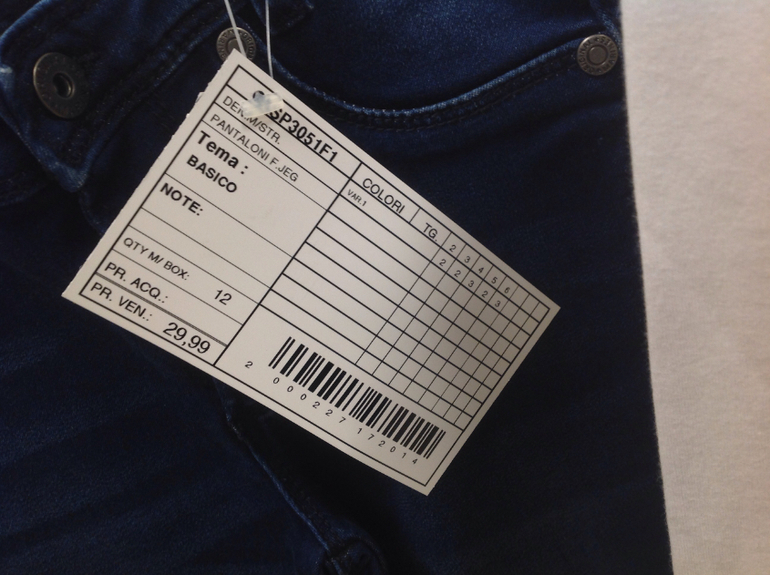 SP3051F1
DENIM/STR.
PANTALONI F.JEG
Tema :
BASICO
NOTE:
QTY M/ BOX: 12
PR. ACQ.:
PR. VEN.: 29,99
COLORI TG. 2 3 4 5 6
VAR.1 2 2 3 2 3
2 000227 172014